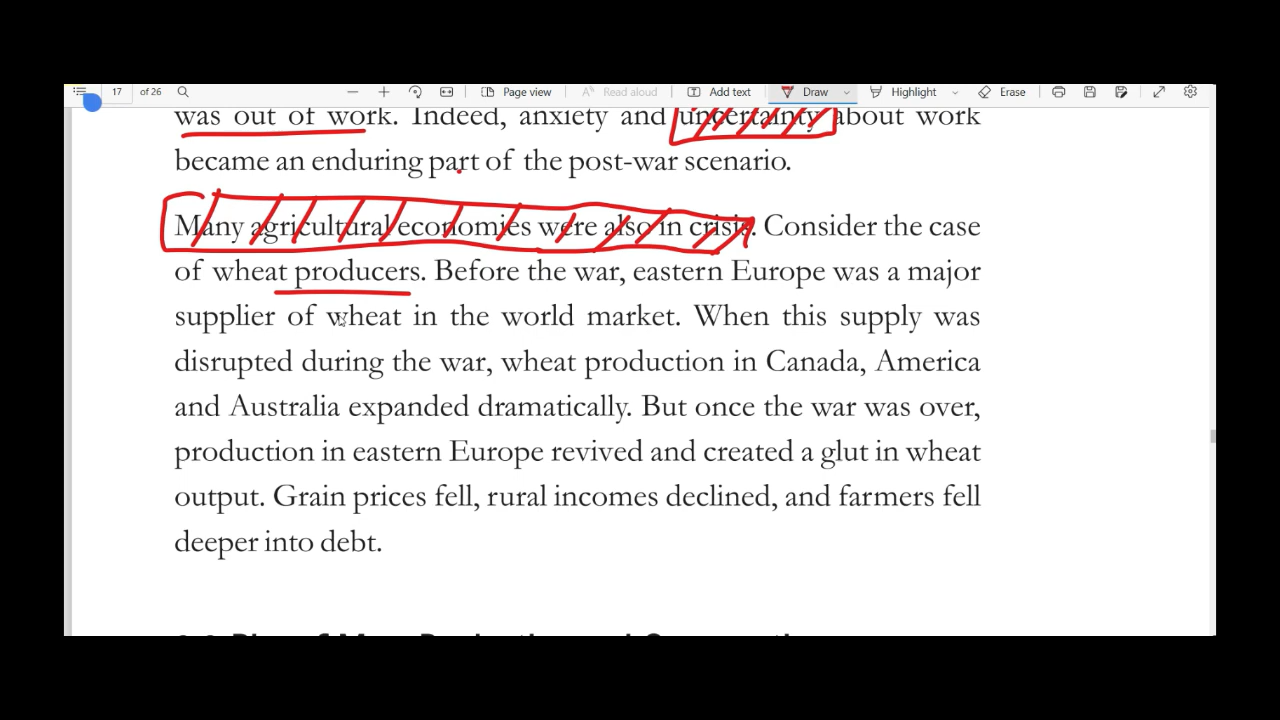 17 of 26 Page view Read aloud Add text Draw Highlight Erase
was out of work. Indeed, anxiety and uncertainty about work
became an enduring part of the post-war scenario.
Many agricultural economies were also in crisis. Consider the case
of wheat producers. Before the war, eastern Europe was a major
supplier of wheat in the world market. When this supply was
disrupted during the war, wheat production in Canada, America
and Australia expanded dramatically. But once the war was over,
production in eastern Europe revived and created a glut in wheat
output. Grain prices fell, rural incomes declined, and farmers fell
deeper into debt.